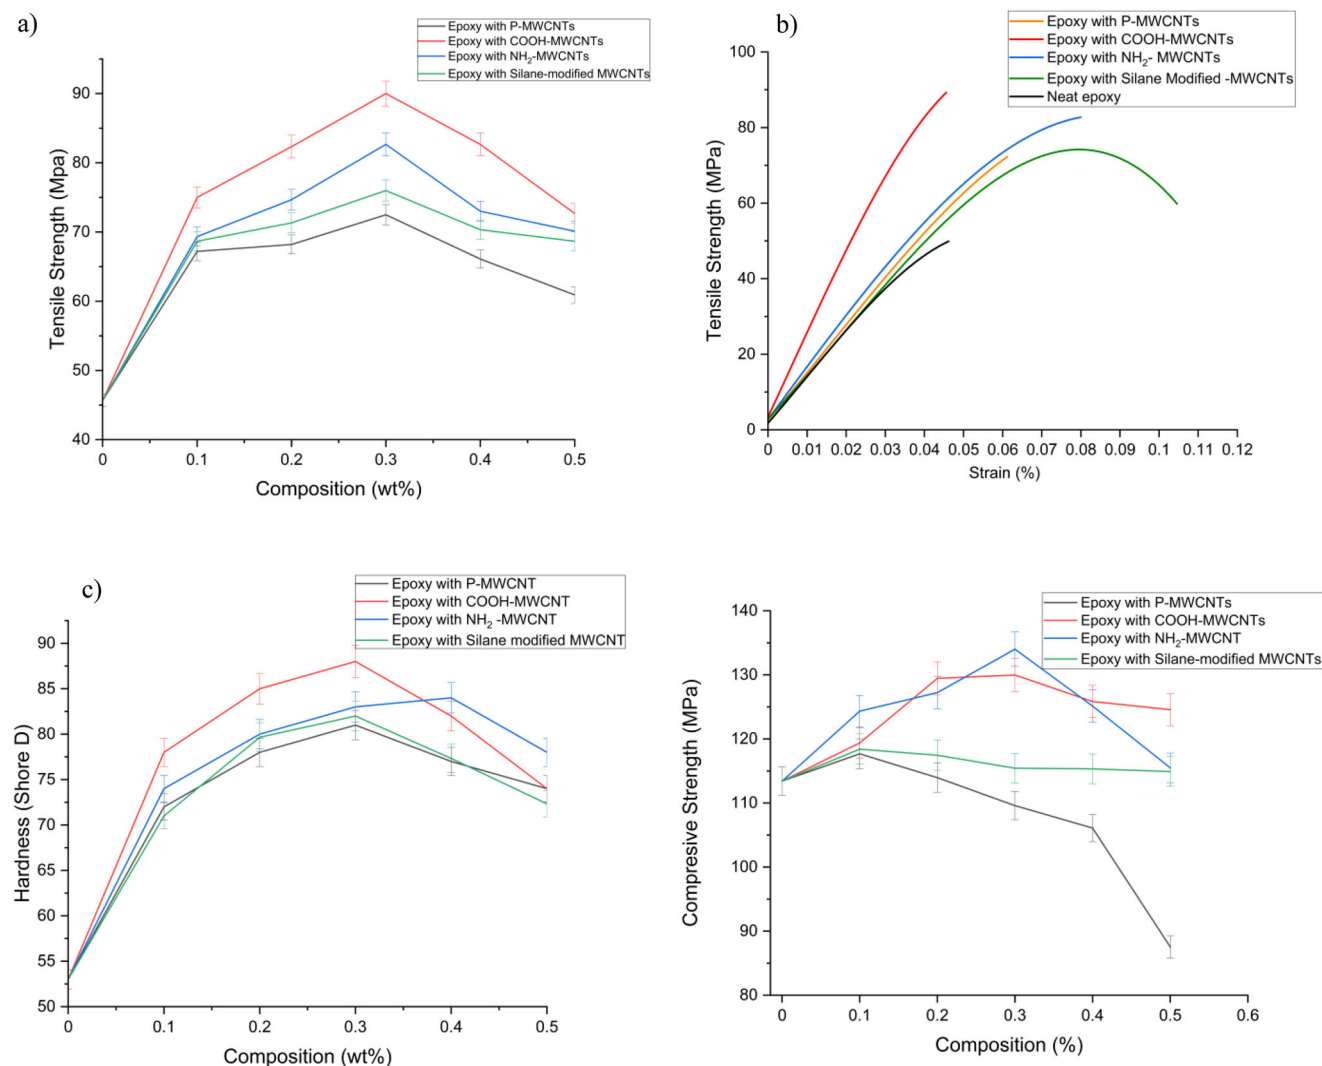 a)
Epoxy with P-MWCNTs
Epoxy with COOH-MWCNTs
Epoxy with NH2-MWCNTs
Epoxy with Silane-modified MWCNTs
Tensile Strength (Mpa)
90
80
70
60
50
40
0 0.1 0.2 0.3 0.4 0.5
Composition (wt%)
b)
Epoxy with P-MWCNTs
Epoxy with COOH-MWCNTs
Epoxy with NH2- MWCNTs
Epoxy with Silane Modified -MWCNTs
Neat epoxy
Tensile Strength (MPa)
100
80
60
40
20
0
0 0.01 0.02 0.03 0.04 0.05 0.06 0.07 0.08 0.09 0.1 0.11 0.12
Strain (%)
c)
Epoxy with P-MWCNT
Epoxy with COOH-MWCNT
Epoxy with NH2 -MWCNT
Epoxy with Silane modified MWCNT
Hardness (Shore D)
90
85
80
75
70
65
60
55
50
0 0.1 0.2 0.3 0.4 0.5
Composition (wt%)
Epoxy with P-MWCNTs
Epoxy with COOH-MWCNTs
Epoxy with NH2-MWCNT
Epoxy with Silane-modified MWCNTs
Compresive Strength (MPa)
140
130
120
110
100
90
80
0 0.1 0.2 0.3 0.4 0.5 0.6
Composition (%)